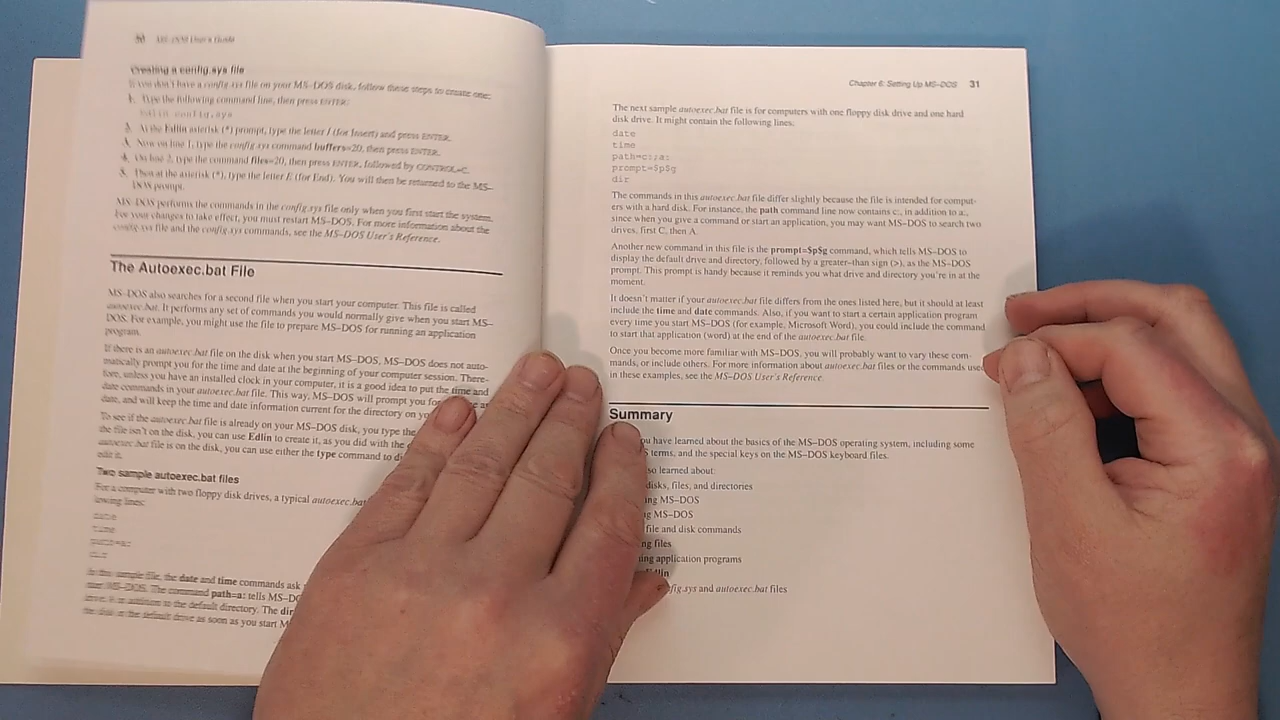 30 MS-DOS User's Guide
Creating a config.sys file
If you don't have a config.sys file on your MS-DOS disk, follow these steps to create one:
1. Type the following command line, then press ENTER:
edlin config.sys
2. At the Edlin asterisk (*) prompt, type the letter I (for Insert) and press ENTER.
3. Now on line 1, type the command buffers=20, then press ENTER.
4. On line 2, type the command files=20, then press ENTER, followed by CONTROL-C.
5. Then at the asterisk (*), type the letter E (for End). You will then be returned to the MS-
DOS prompt.
MS-DOS performs the commands in the config.sys file only when you first start the system.
For your changes to take effect, you must restart MS-DOS. For more information about the
config.sys file and the config.sys commands, see the MS-DOS User's Reference.
The Autoexec.bat File
MS-DOS also searches for a second file when you start your computer. This file is called
autoexec.bat. It performs any set of commands you would normally give when you start MS-
DOS. For example, you might use the file to prepare MS-DOS for running an application
program.
If there is an autoexec.bat file on the disk when you start MS-DOS, MS-DOS does not auto-
matically prompt you for the time and date at the beginning of your computer session. There-
fore, unless you have an installed clock in your computer, it is a good idea to put the time and
date commands in your autoexec.bat file. This way, MS-DOS will prompt you for
date, and will keep the time and date information current for the directory on
To see if the autoexec.bat file is already on your MS-DOS disk, you type the
the file isn't on the disk, you can use Edlin to create it, as you did with the
autoexec.bat file is on the disk, you can use either the type command to
edit it.
Two sample autoexec.bat files
For a computer with two floppy disk drives, a typical autoexec.bat
lowing lines:
date
time
path=a:
dir
In this sample file, the date and time commands ask
start MS-DOS. The command path=a: tells MS-DOS
drive, in addition to the default directory. The dir
the disk in the default drive as soon as you start
Chapter 6: Setting Up MS-DOS 31
The next sample autoexec.bat file is for computers with one floppy disk drive and one hard
disk drive. It might contain the following lines:
date
time
path=c:;a:
prompt=$p$g
dir
The commands in this autoexec.bat file differ slightly because the file is intended for comput-
ers with a hard disk. For instance, the path command line now contains c:, in addition to a:,
since when you give a command or start an application, you may want MS-DOS to search two
drives, first C, then A.
Another new command in this file is the prompt=$p$g command, which tells MS-DOS to
display the default drive and directory, followed by a greater-than sign (>), as the MS-DOS
prompt. This prompt is handy because it reminds you what drive and directory you're in at the
moment.
It doesn't matter if your autoexec.bat file differs from the ones listed here, but it should at least
include the time and date commands. Also, if you want to start a certain application program
every time you start MS-DOS (for example, Microsoft Word), you could include the command
to start that application (word) at the end of the autoexec.bat file.
Once you become more familiar with MS-DOS, you will probably want to vary these com-
mands, or include others. For more information about autoexec.bat files or the commands used
in these examples, see the MS-DOS User's Reference.
Summary
have learned about the basics of the MS-DOS operating system, including some
terms, and the special keys on the MS-DOS keyboard files.
learned about:
disks, files, and directories
MS-DOS
MS-DOS
file and disk commands
files
application programs
Edlin
and autoexec.bat files